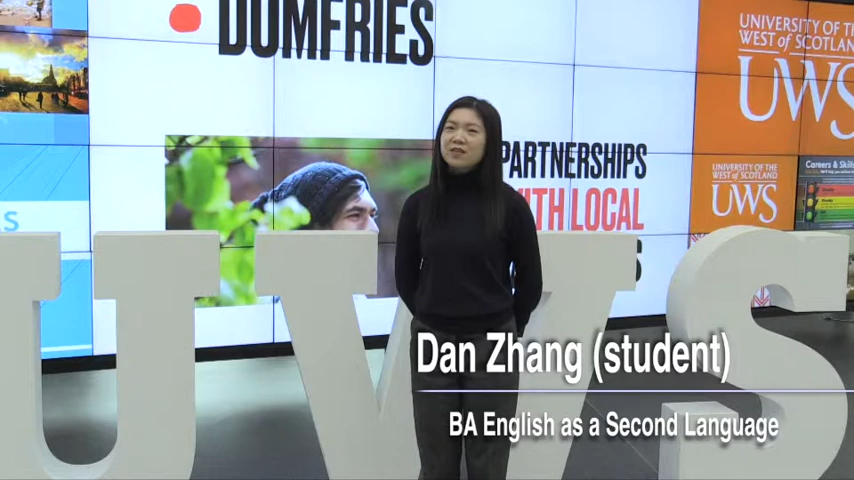 DUMFRIES
UNIVERSITY OF THE
WEST of SCOTLAND
UWS
PARTNERSHIPS
WITH LOCAL
UNIVERSITY OF THE
WEST of SCOTLAND
UWS
Careers & Skills
UWS
Dan Zhang (student)
BA English as a Second Language